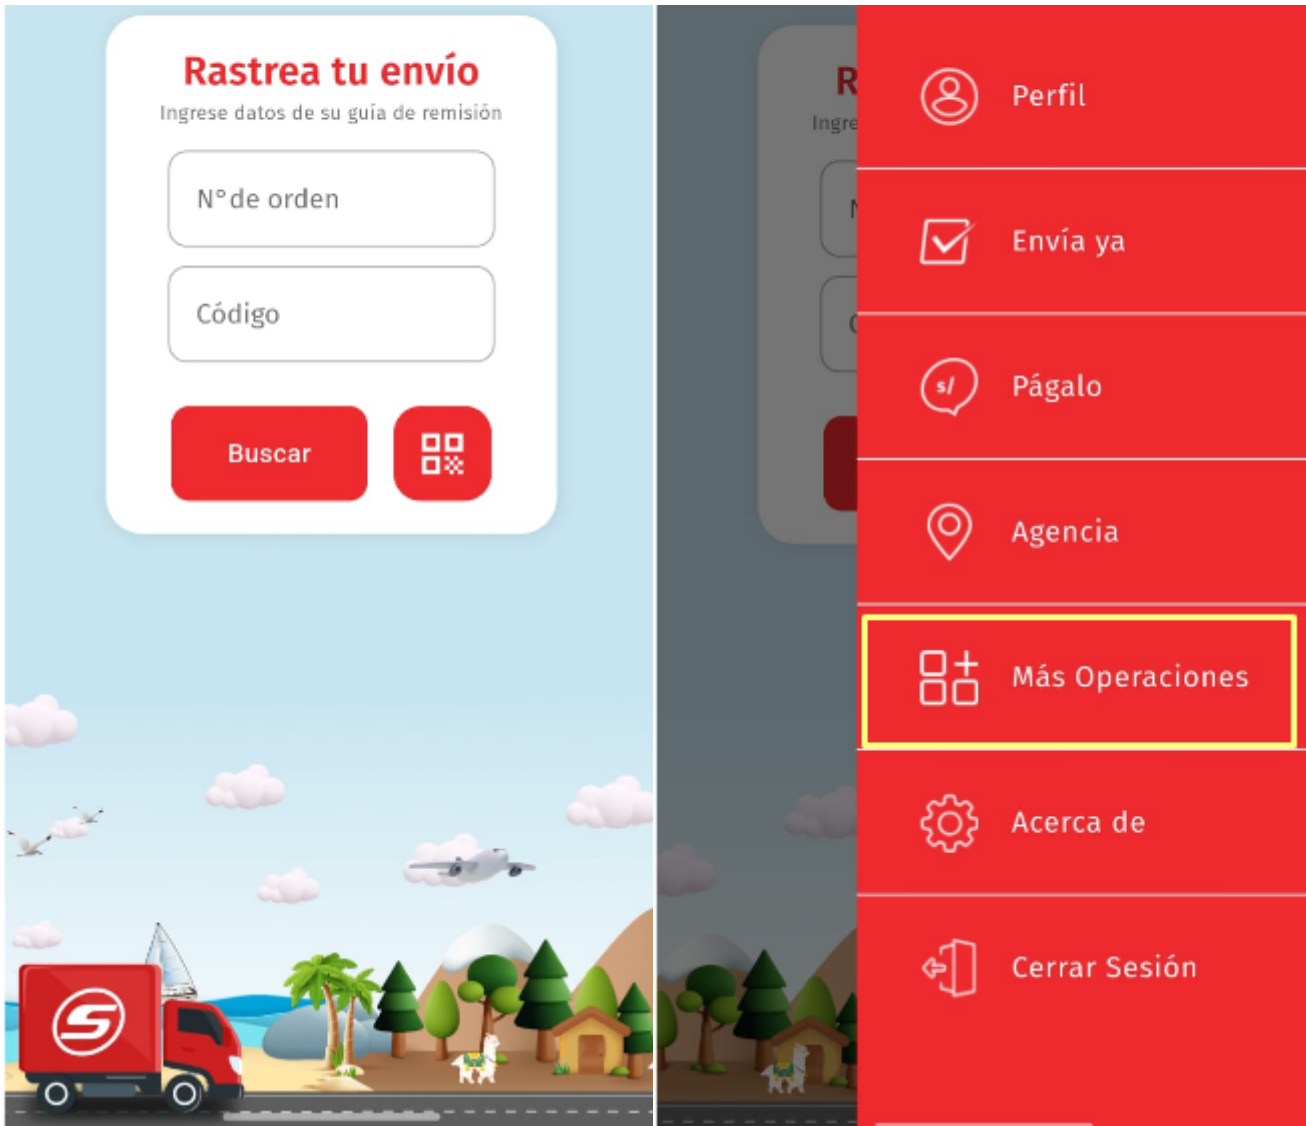 Rastrea tu envío
Ingrese datos de su guía de remisión
N° de orden
Código
Buscar
S
R
Ingre
Perfil
Envía ya
s/
Págalo
Agencia
Más Operaciones
Acerca de
Cerrar Sesión